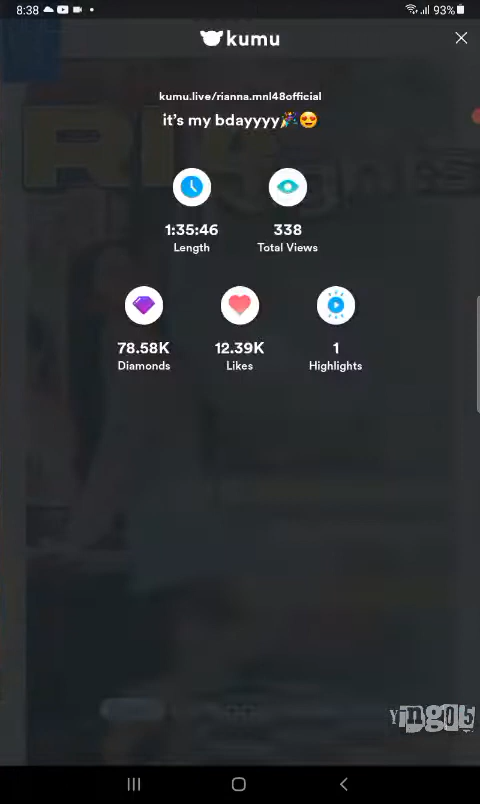 8:38
93%
kumu
kumu.live/rianna.mnl48official
it's my bdayyyy🎉😍
1:35:46
338
Length
Total Views
78.58K
12.39K
1
Diamonds
Likes
Highlights
Yingo5